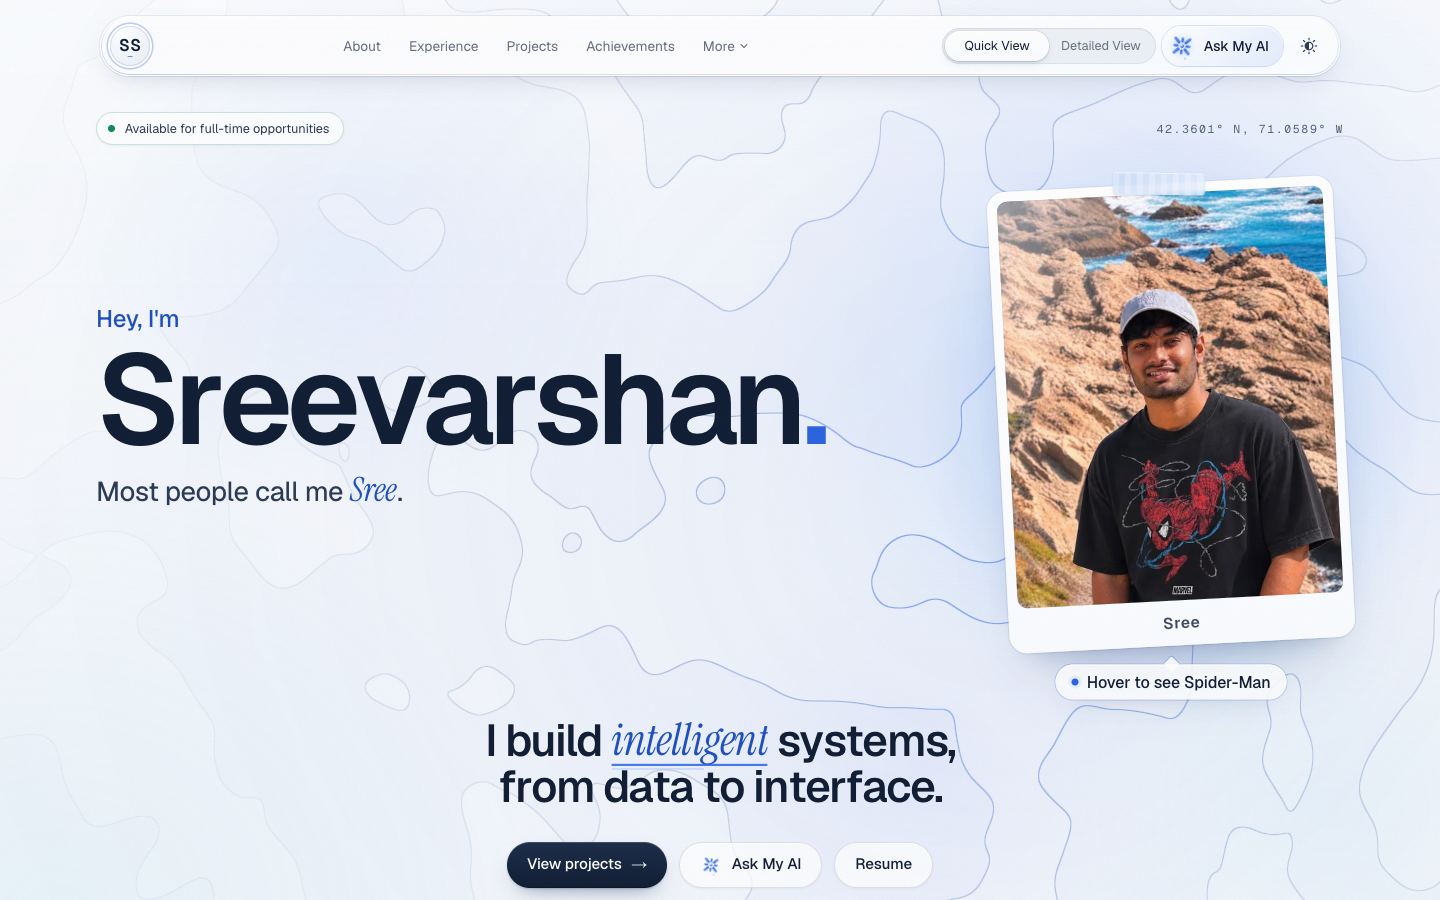 SS
About
Experience
Projects
Achievements
More
Quick View
Detailed View
Ask My AI
Available for full-time opportunities
42.3601° N, 71.0589° W
Hey, I'm
Sreevarshan.
Most people call me Sree.
MARVEL
Sree
Hover to see Spider-Man
I build intelligent systems,
from data to interface.
View projects →
Ask My AI
Resume